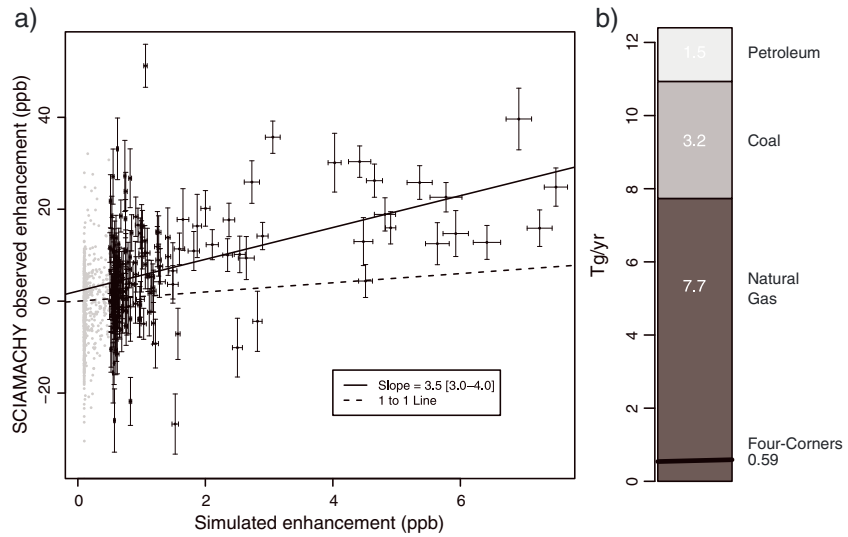 a)
SCIAMACHY observed enhancement (ppb)
40
20
0
−20
0 2 4 6
Simulated enhancement (ppb)
Slope = 3.5 [3.0−4.0]
1 to 1 Line
b)
Tg/yr
12
10
8
6
4
2
0
1.5
Petroleum
3.2
Coal
7.7
Natural
Gas
Four-Corners
0.59